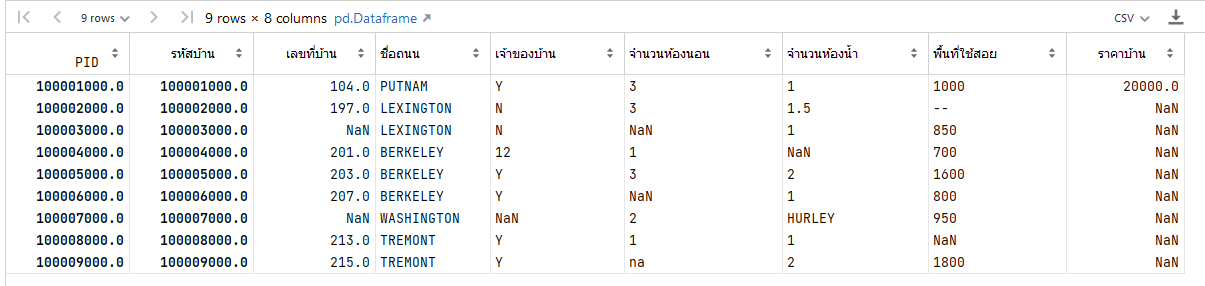 9 rows 9 rows × 8 columns pd.Dataframe CSV
PID รหัสบ้าน เลขที่บ้าน ชื่อถนน เจ้าของบ้าน จำนวนห้องนอน จำนวนห้องน้ำ พื้นที่ใช้สอย ราคาบ้าน
100001000.0 100001000.0 104.0 PUTNAM Y 3 1 1000 20000.0
100002000.0 100002000.0 197.0 LEXINGTON N 3 1.5 -- NaN
100003000.0 100003000.0 NaN LEXINGTON N NaN 1 850 NaN
100004000.0 100004000.0 201.0 BERKELEY 12 1 NaN 700 NaN
100005000.0 100005000.0 203.0 BERKELEY Y 3 2 1600 NaN
100006000.0 100006000.0 207.0 BERKELEY Y NaN 1 800 NaN
100007000.0 100007000.0 NaN WASHINGTON NaN 2 HURLEY 950 NaN
100008000.0 100008000.0 213.0 TREMONT Y 1 1 NaN NaN
100009000.0 100009000.0 215.0 TREMONT Y na 2 1800 NaN